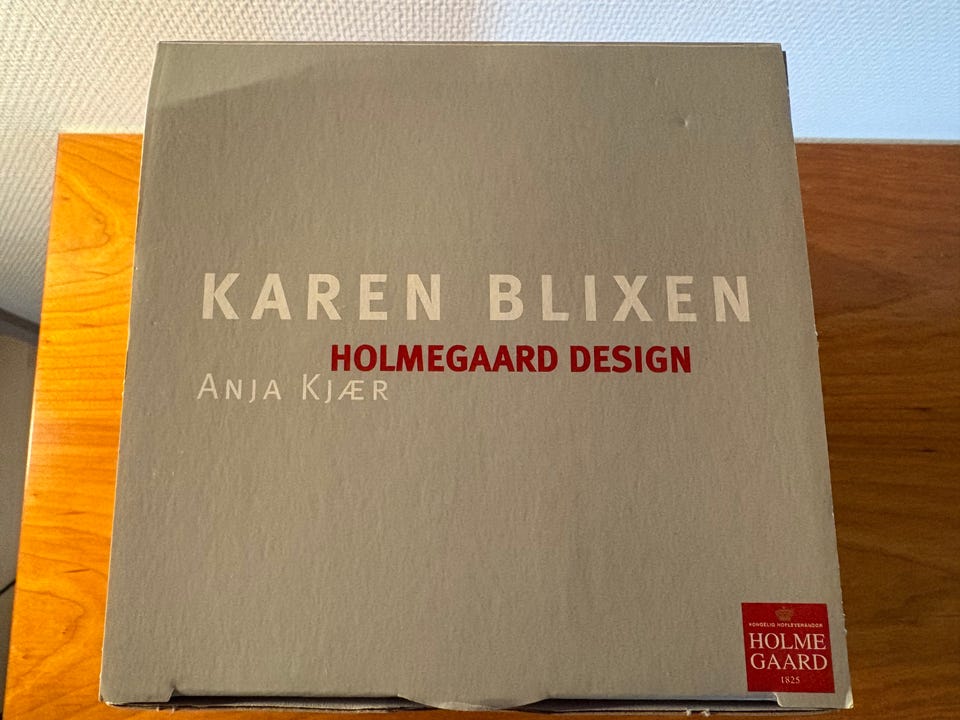 KAREN BLIXEN
HOLMEGAARD DESIGN
ANJA KJÆR
KONGELIG HOFLEVERANDØR
HOLME
GAARD
1825